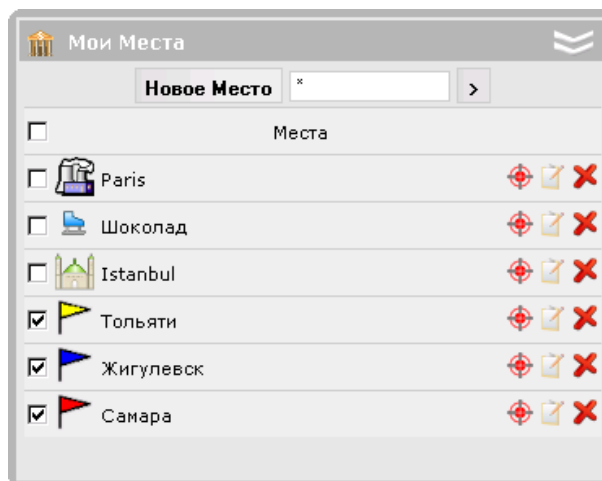 Мои Места
Новое Место * >
Места
Paris
Шоколад
Istanbul
Тольяти
Жигулевск
Самара